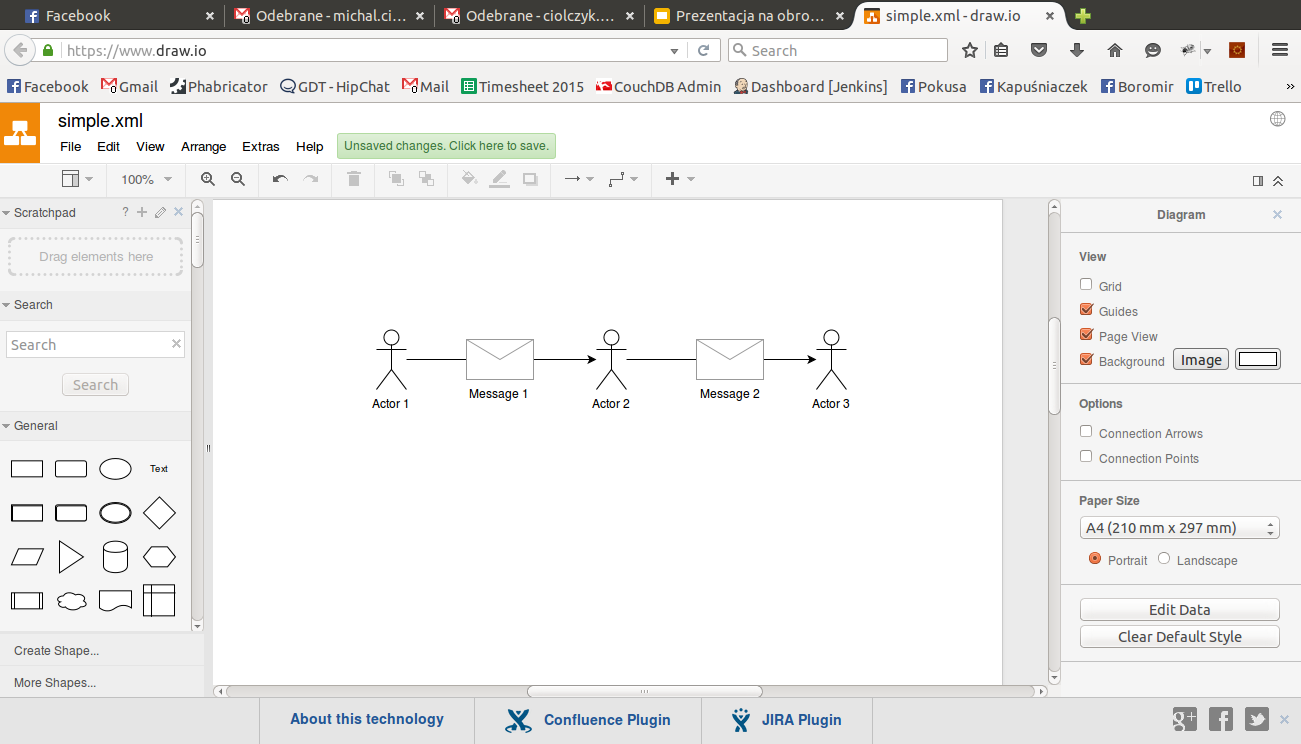 Facebook
Odebrane - michal.ci...
Odebrane - ciolczyk....
Prezentacja na obro...
simple.xml - draw.io
https://www.draw.io
Search
Facebook
Gmail
Phabricator
GDT - HipChat
Mail
Timesheet 2015
CouchDB Admin
Dashboard [Jenkins]
Pokusa
Kapuśniaczek
Boromir
Trello
simple.xml
File Edit View Arrange Extras Help
Unsaved changes. Click here to save.
100%
Scratchpad
?
Drag elements here
Search
Search
Search
General
Text
Create Shape...
More Shapes...
Actor 1
Message 1
Actor 2
Message 2
Actor 3
Diagram
View
Grid
Guides
Page View
Background
Image
Options
Connection Arrows
Connection Points
Paper Size
A4 (210 mm x 297 mm)
Portrait
Landscape
Edit Data
Clear Default Style
About this technology
Confluence Plugin
JIRA Plugin